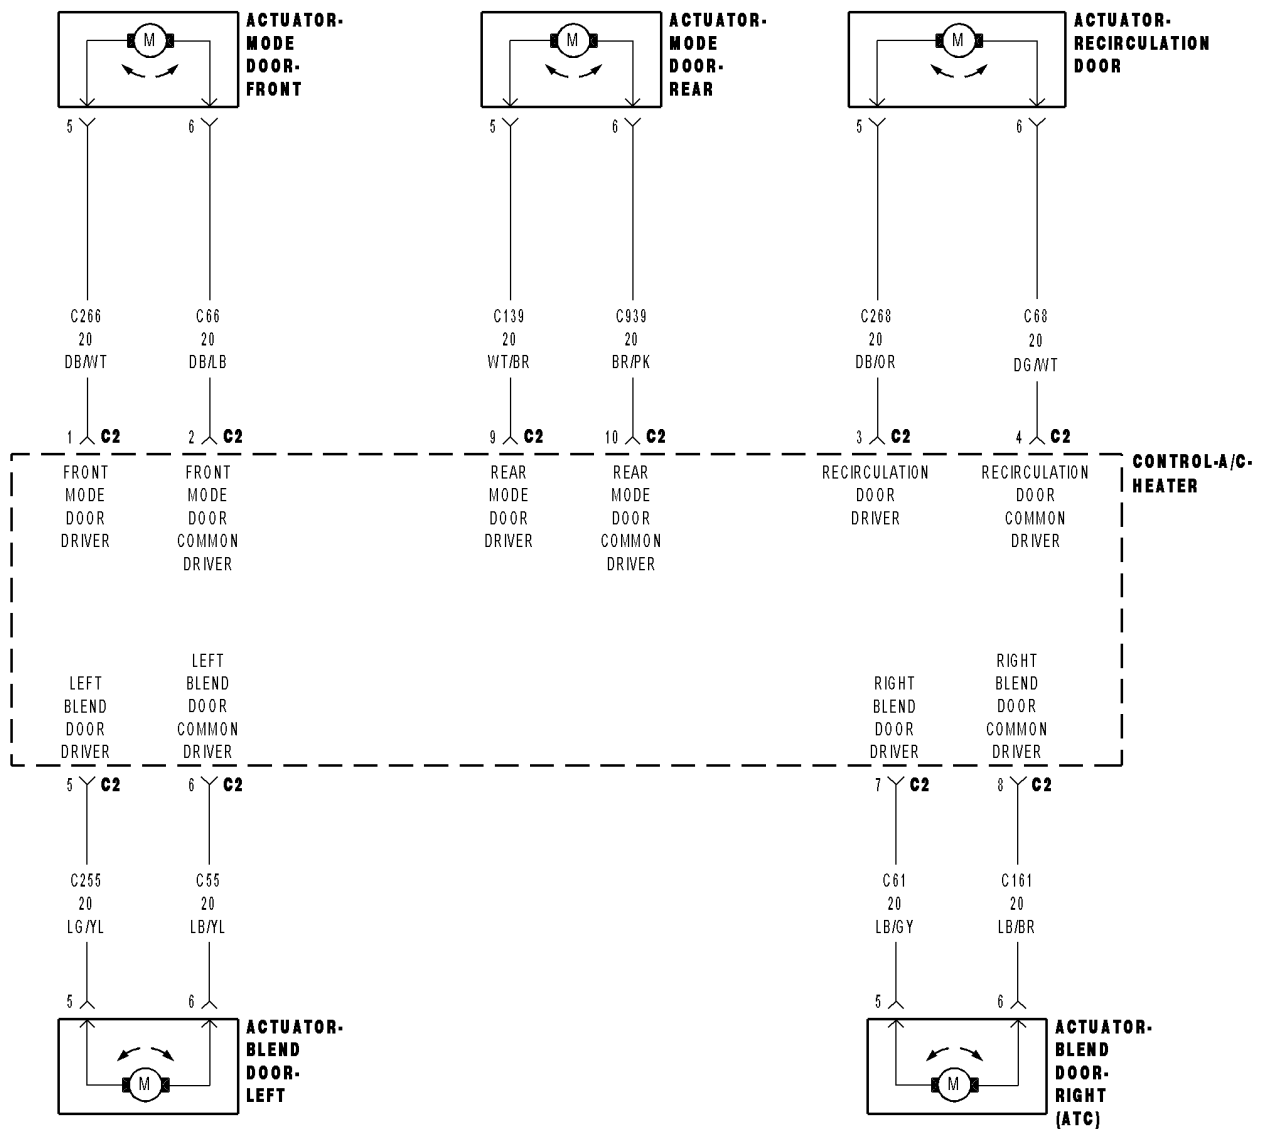 ACTUATOR-
MODE
DOOR-
FRONT
M
ACTUATOR-
MODE
DOOR-
REAR
M
ACTUATOR-
RECIRCULATION
DOOR
M
5
6
5
6
5
6
C266
20
DB/WT
C66
20
DB/LB
C139
20
WT/BR
C939
20
BR/PK
C268
20
DB/OR
C68
20
DG/WT
1 C2
2 C2
9 C2
10 C2
3 C2
4 C2
CONTROL-A/C-
HEATER
FRONT
MODE
DOOR
DRIVER
FRONT
MODE
DOOR
COMMON
DRIVER
REAR
MODE
DOOR
DRIVER
REAR
MODE
DOOR
COMMON
DRIVER
RECIRCULATION
DOOR
DRIVER
RECIRCULATION
DOOR
COMMON
DRIVER
LEFT
BLEND
DOOR
DRIVER
LEFT
BLEND
DOOR
COMMON
DRIVER
RIGHT
BLEND
DOOR
DRIVER
RIGHT
BLEND
DOOR
COMMON
DRIVER
5 C2
6 C2
7 C2
8 C2
C255
20
LG/YL
C55
20
LB/YL
C61
20
LB/GY
C161
20
LB/BR
5
6
5
6
M
ACTUATOR-
BLEND
DOOR-
LEFT
M
ACTUATOR-
BLEND
DOOR-
RIGHT
(ATC)